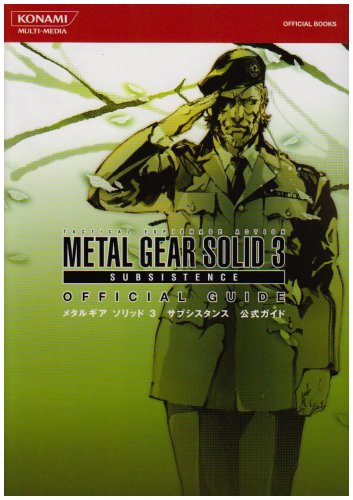 KONAMI
MULTI-MEDIA
OFFICIAL BOOKS
TACTICAL ESPIONAGE ACTION
METAL GEAR SOLID 3
SUBSISTENCE
OFFICIAL GUIDE
メタルギア ソリッド 3 サブシスタンス 公式ガイド